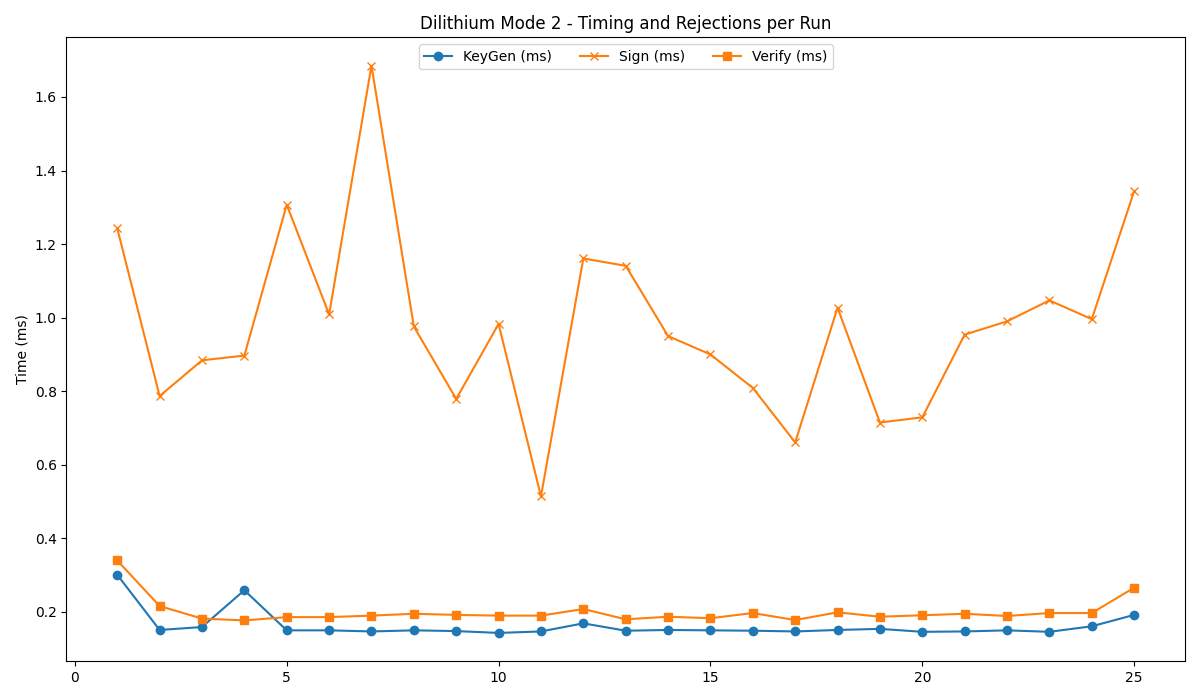 Dilithium Mode 2 - Timing and Rejections per Run
KeyGen (ms) Sign (ms) Verify (ms)
Time (ms)
1.6
1.4
1.2
1.0
0.8
0.6
0.4
0.2
0 5 10 15 20 25